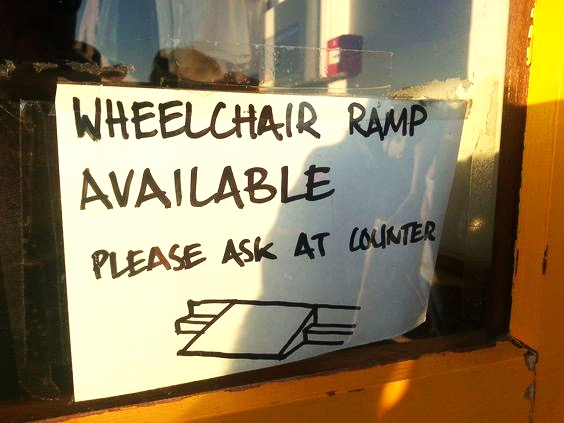 WHEELCHAIR RAMP
AVAILABLE
PLEASE ASK AT COUNTER